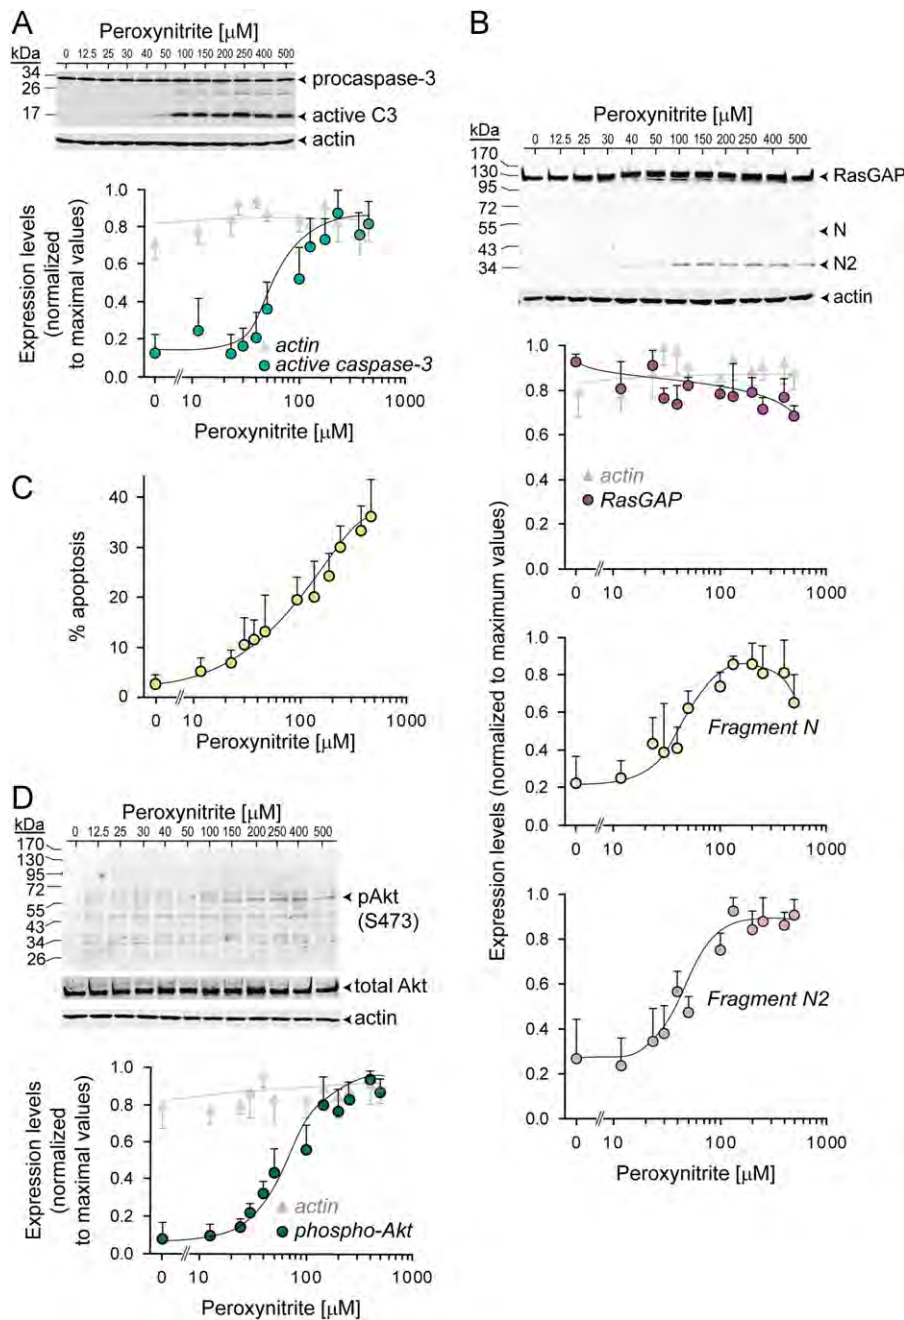 A
Peroxynitrite [µM]
kDa
0 12.5 25 30 40 50 100 150 200 250 400 500
34
26
17
procaspase-3
active C3
actin
Expression levels
(normalized
to maximal values)
1.0
0.8
0.6
0.4
0.2
0.0
actin
active caspase-3
0 10 100 1000
Peroxynitrite [µM]
C
% apoptosis
40
30
20
10
0
0 10 100 1000
Peroxynitrite [µM]
D
Peroxynitrite [µM]
kDa
0 12.5 25 30 40 50 100 150 200 250 400 500
170
130
95
72
55
43
34
26
pAkt
(S473)
total Akt
actin
Expression levels
(normalized
to maximal values)
1.0
0.8
0.6
0.4
0.2
0.0
actin
phospho-Akt
0 10 100 1000
Peroxynitrite [µM]
B
Peroxynitrite [µM]
kDa
0 12.5 25 30 40 50 100 150 200 250 400 500
170
130
95
72
55
43
34
RasGAP
N
N2
actin
Expression levels (normalized to maximum values)
1.0
0.8
0.6
0.4
0.2
0.0
actin
RasGAP
0 10 100 1000
1.0
0.8
0.6
0.4
0.2
0.0
Fragment N
0 10 100 1000
1.0
0.8
0.6
0.4
0.2
0.0
Fragment N2
0 10 100 1000
Peroxynitrite [µM]